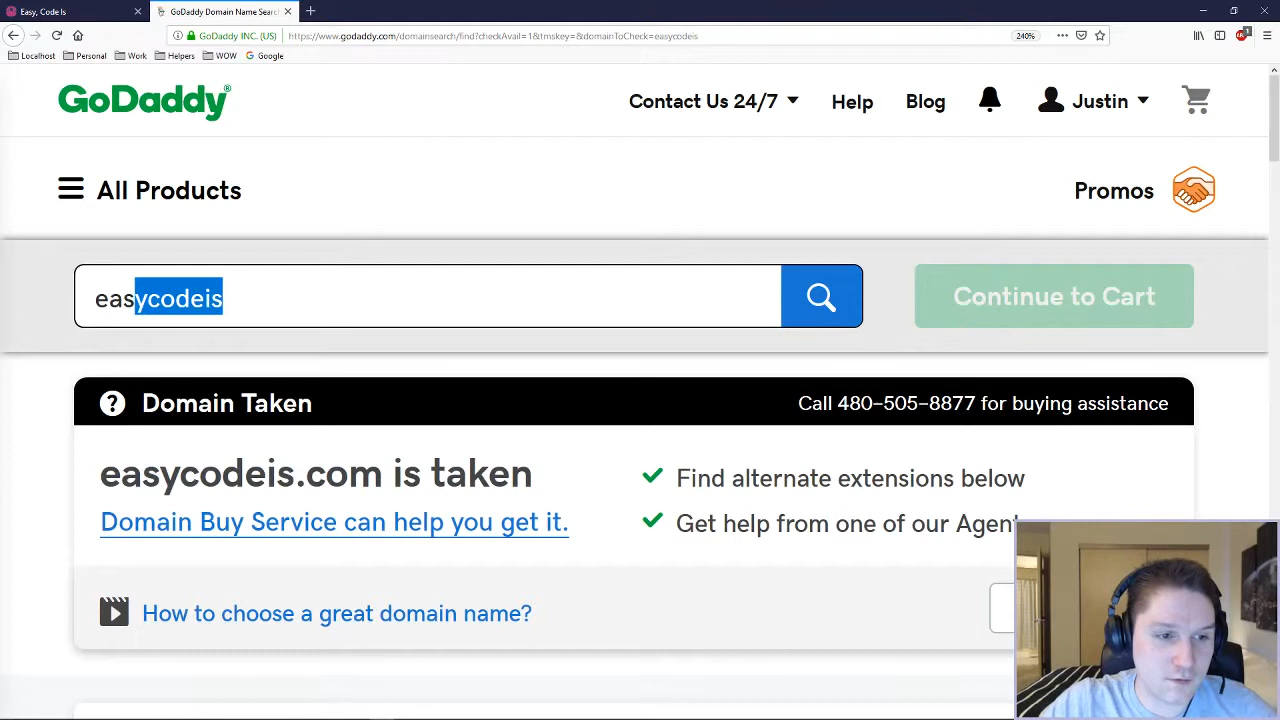 Easy, Code Is
GoDaddy Domain Name Searc
GoDaddy INC. (US)
https://www.godaddy.com/domainsearch/find?checkAvail=1&tmskey=&domainToCheck=easycodeis
240%
Localhost
Personal
Work
Helpers
WOW
Google
GoDaddy®
Contact Us 24/7
Help
Blog
Justin
All Products
Promos
easycodeis
Continue to Cart
? Domain Taken
Call 480-505-8877 for buying assistance
easycodeis.com is taken
Find alternate extensions below
Domain Buy Service can help you get it.
Get help from one of our Agent
How to choose a great domain name?